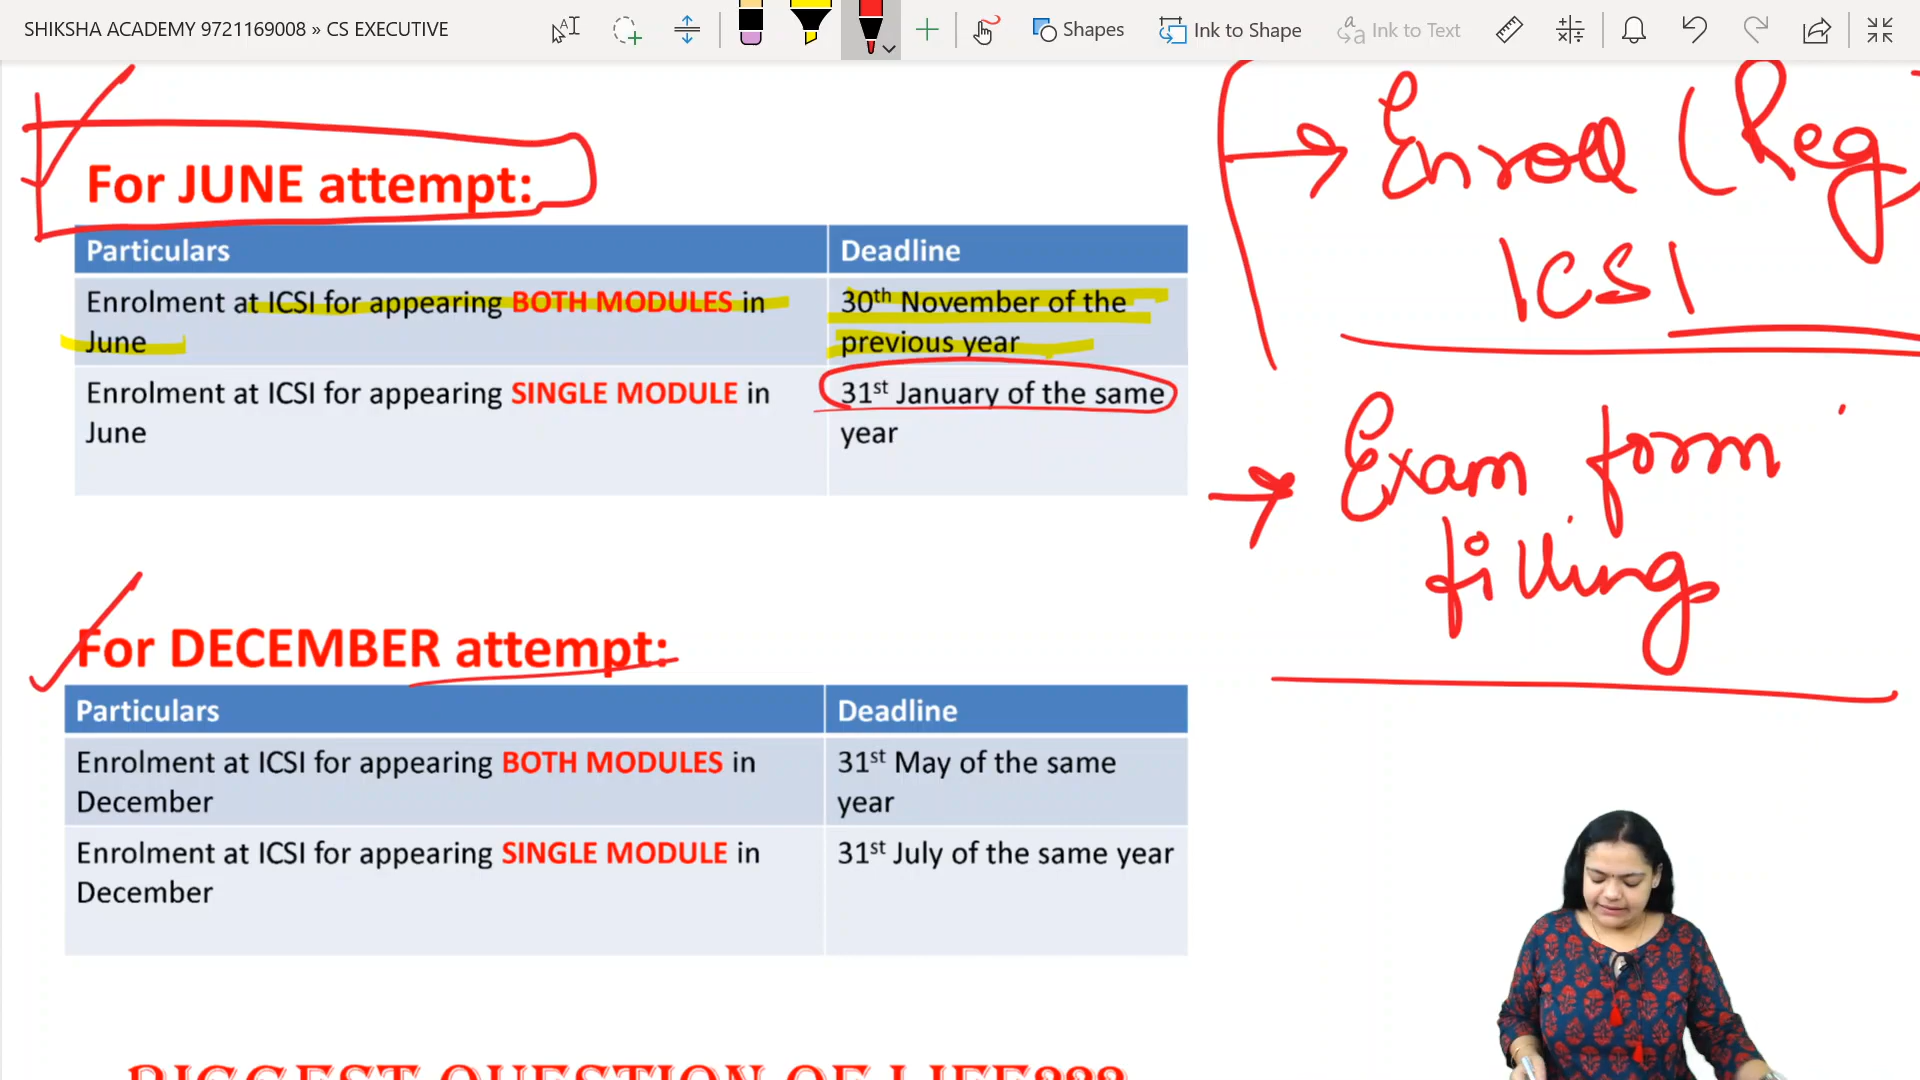 SHIKSHA ACADEMY 9721169008 » CS EXECUTIVE
Shapes
Ink to Shape
Ink to Text
For JUNE attempt:
Particulars Deadline
Enrolment at ICSI for appearing BOTH MODULES in
June
30th November of the
previous year
Enrolment at ICSI for appearing SINGLE MODULE in
June
31st January of the same
year
For DECEMBER attempt:
Particulars Deadline
Enrolment at ICSI for appearing BOTH MODULES in
December
31st May of the same
year
Enrolment at ICSI for appearing SINGLE MODULE in
December
31st July of the same year
BIGGEST QUESTION OF LIFE???
Enroll (Reg
ICSI
Exam form
filling